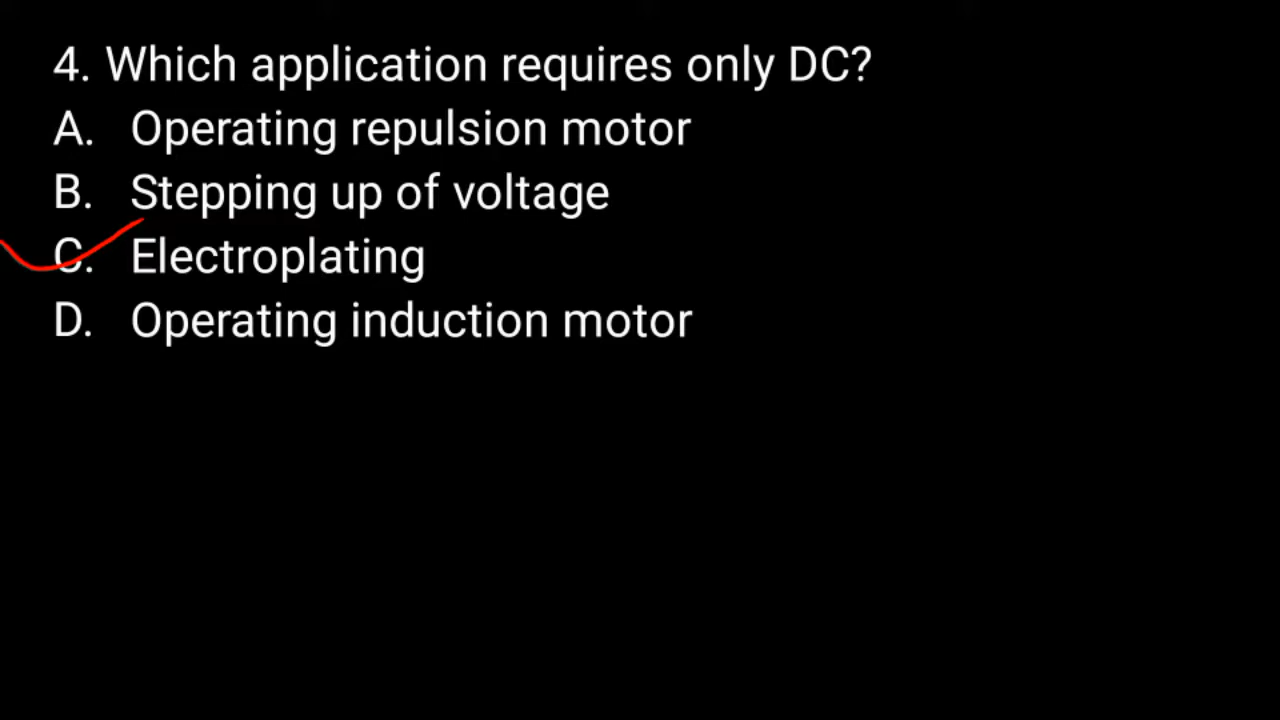 4. Which application requires only DC?
A. Operating repulsion motor
B. Stepping up of voltage
C. Electroplating
D. Operating induction motor